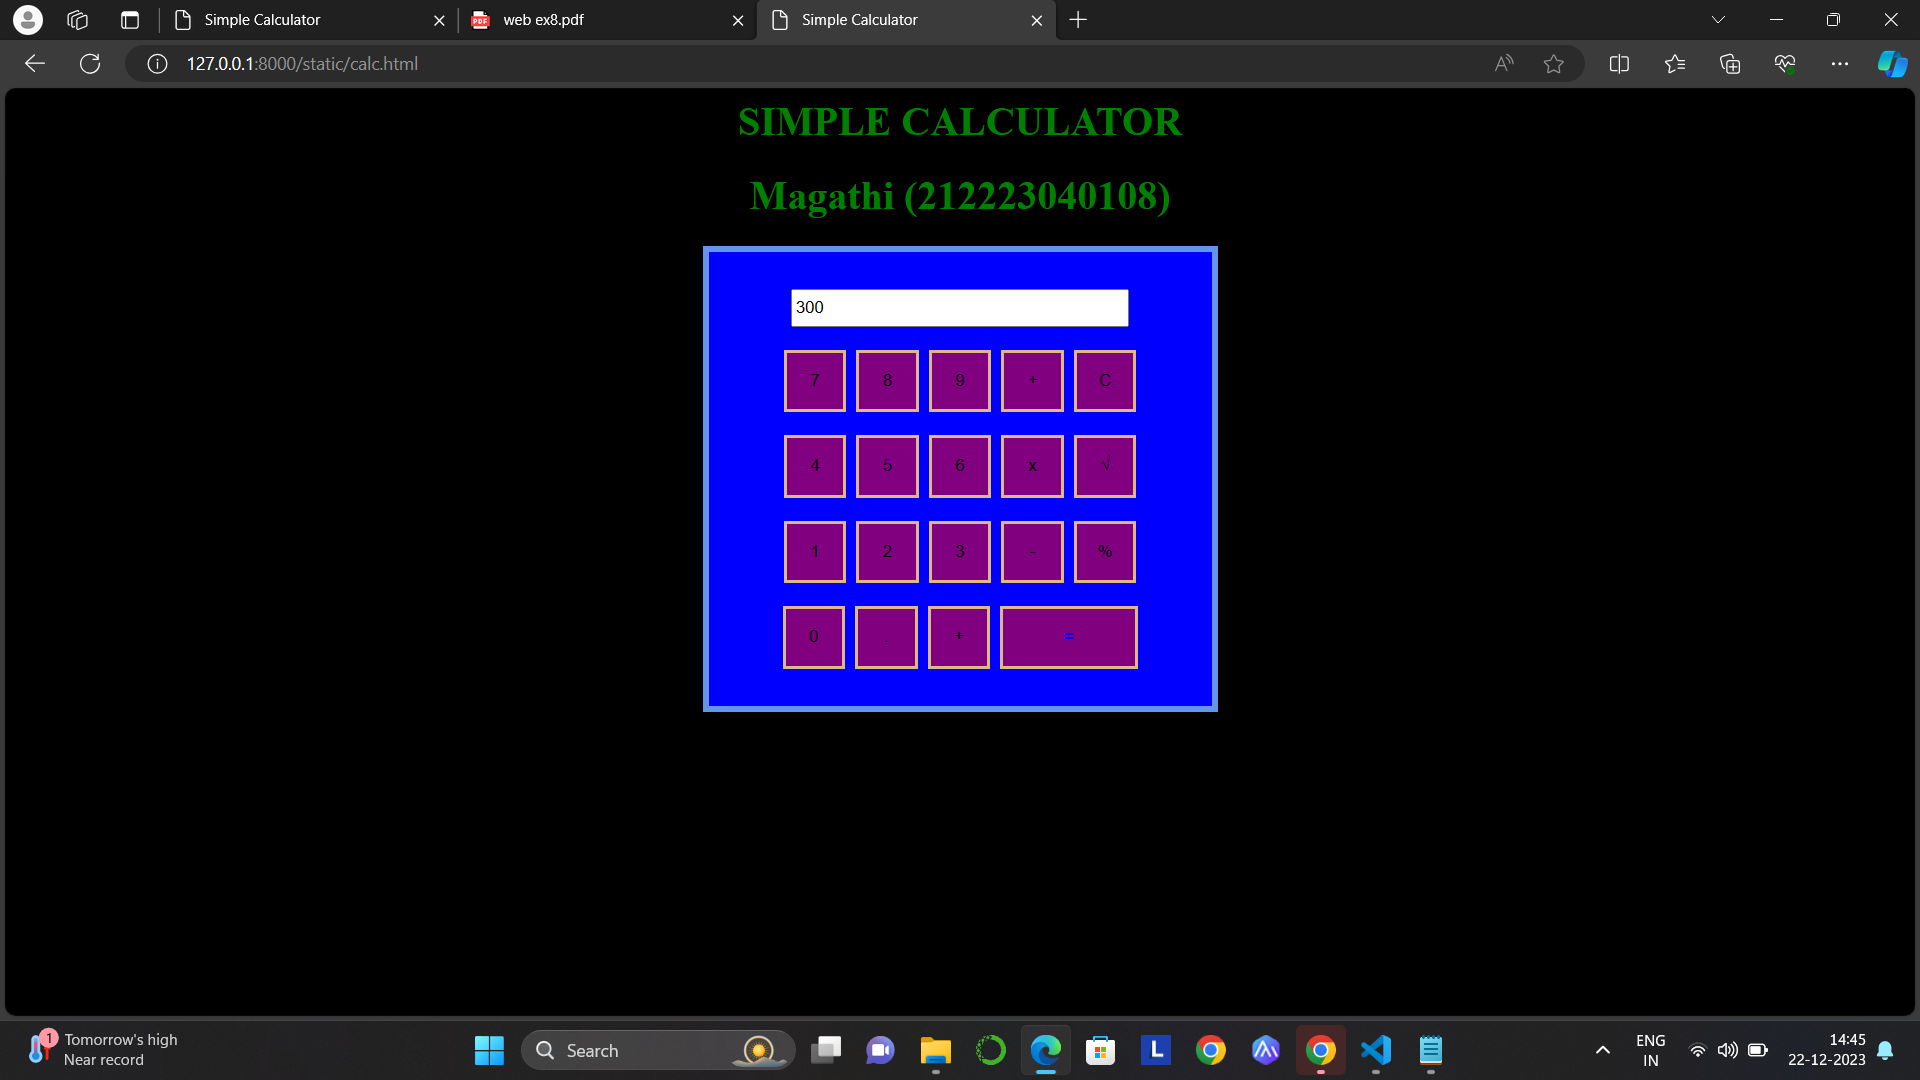 Simple Calculator
web ex8.pdf
Simple Calculator
127.0.0.1:8000/static/calc.html
SIMPLE CALCULATOR
Magathi (212223040108)
300
7 8 9 + C
4 5 6 x √
1 2 3 - %
0 . + =
1
Tomorrow's high
Near record
Search
L
ENG
IN
14:45
22-12-2023